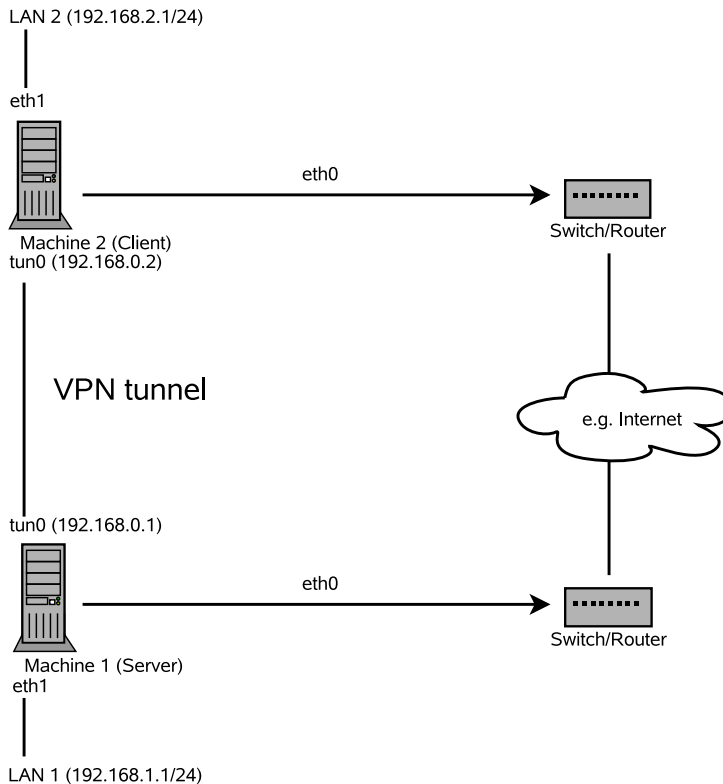 LAN 2 (192.168.2.1/24)
eth1
eth0
Machine 2 (Client)
tun0 (192.168.0.2)
Switch/Router
VPN tunnel
e.g. Internet
tun0 (192.168.0.1)
eth0
Switch/Router
Machine 1 (Server)
eth1
LAN 1 (192.168.1.1/24)